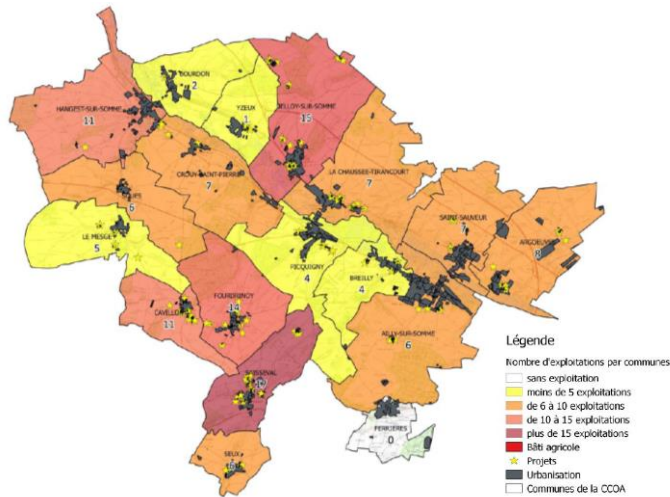 BOURDON
2
HANGEST-SUR-SOMME
11
YZEUX
1
BELLOY-SUR-SOMME
15
CROUY-SAINT-PIERRE
7
LA CHAUSSEE-TIRANCOURT
7
6
LE MESGE
5
SAINT-SAUVEUR
ARGOEUVES
8
PICQUIGNY
4
BREILLY
4
FOURDRINOY
14
CAVILLON
11
AILLY-SUR-SOMME
6
FERRIERES
0
SEUX
Légende
Nombre d'exploitations par communes
sans exploitation
moins de 5 exploitations
de 6 à 10 exploitations
de 10 à 15 exploitations
plus de 15 exploitations
Bâti agricole
Projets
Urbanisation
Communes de la CCOA